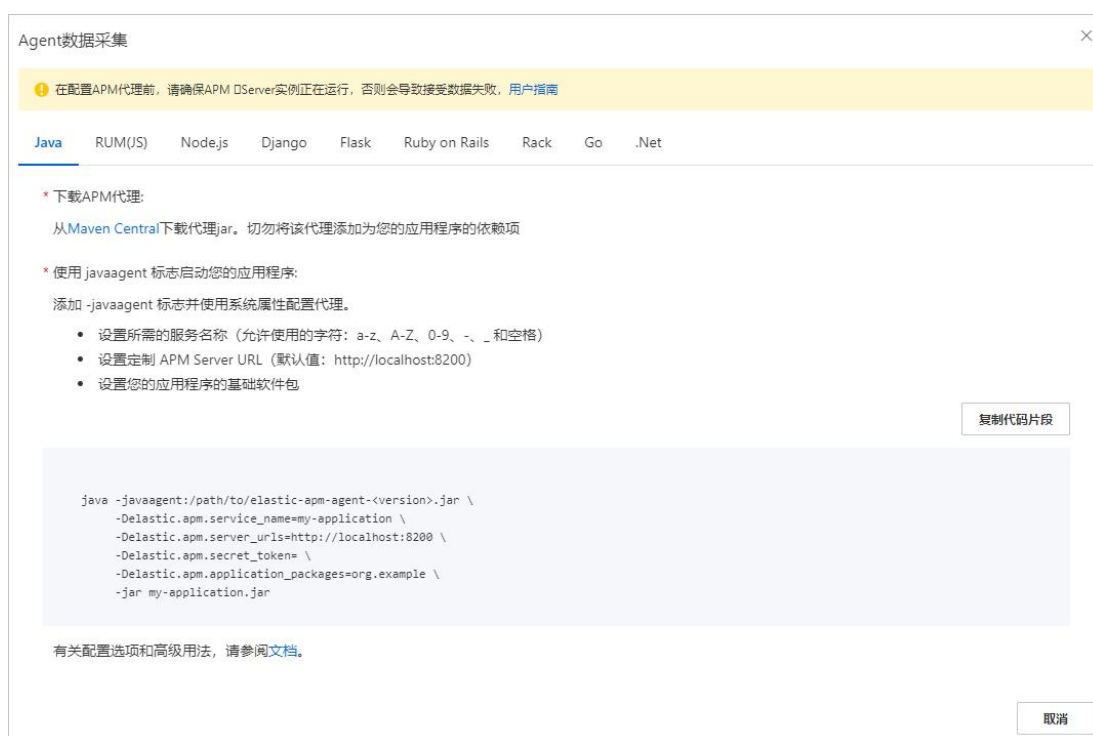 Agent数据采集
在配置APM代理前，请确保APM Server实例正在运行，否则会导致接受数据失败，用户指南
Java RUM(JS) Node.js Django Flask Ruby on Rails Rack Go .Net
* 下载APM代理:
从Maven Central下载代理jar。切勿将该代理添加为您的应用程序的依赖项
* 使用 javaagent 标志启动您的应用程序:
添加 -javaagent 标志并使用系统属性配置代理。
• 设置所需的服务名称（允许使用的字符：a-z、A-Z、0-9、-、_ 和空格）
• 设置定制 APM Server URL（默认值：http://localhost:8200）
• 设置您的应用程序的基础软件包
复制代码片段
java -javaagent:/path/to/elastic-apm-agent-<version>.jar \
-Delastic.apm.service_name=my-application \
-Delastic.apm.server_urls=http://localhost:8200 \
-Delastic.apm.secret_token= \
-Delastic.apm.application_packages=org.example \
-jar my-application.jar
有关配置选项和高级用法，请参阅文档。
取消